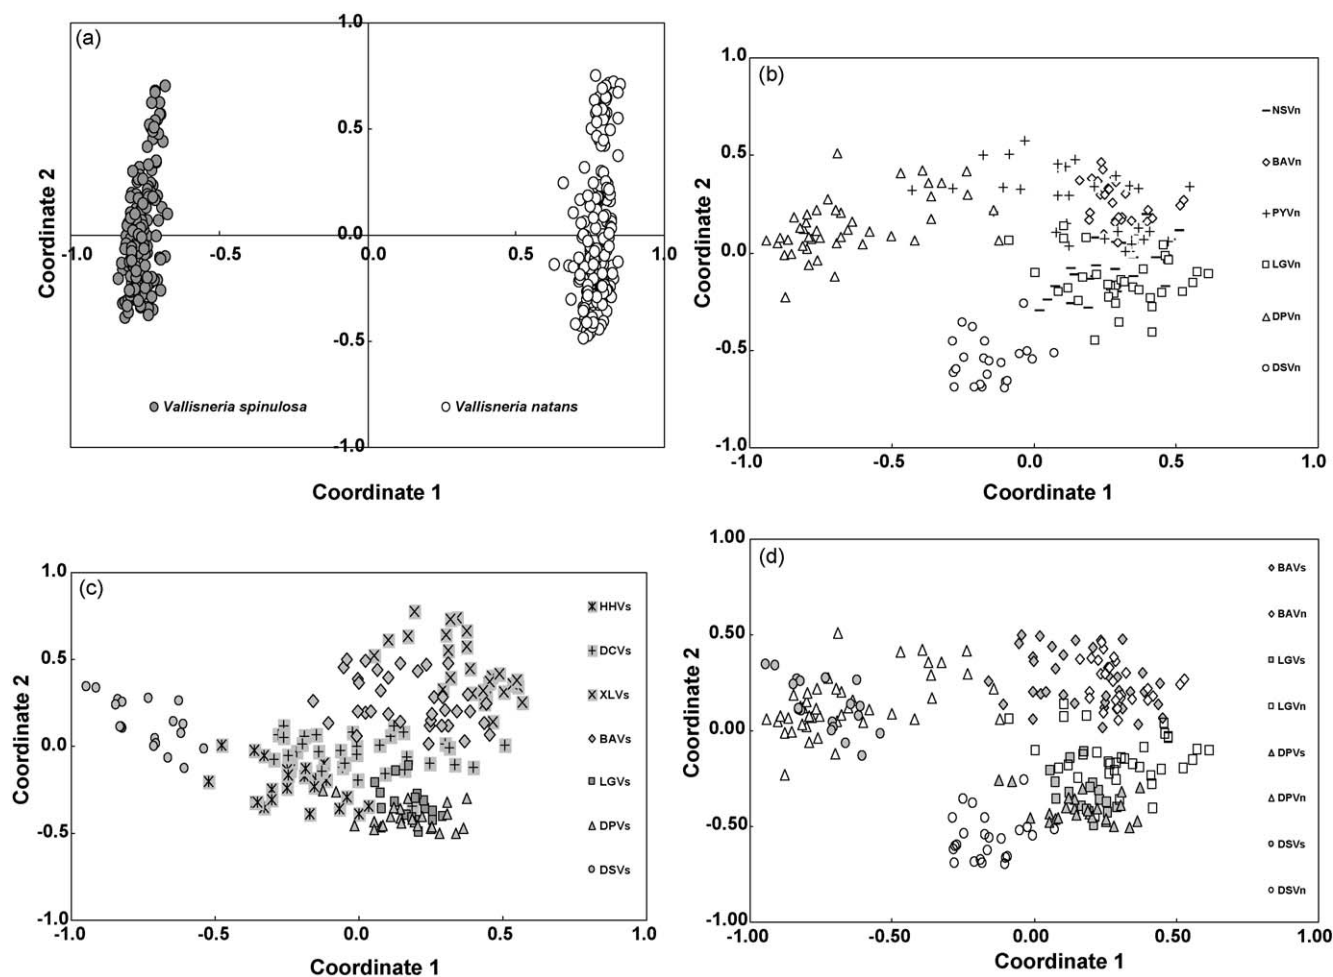 (a)
1.0
0.5
-1.0
-0.5
0.0
0.5
1.0
0.0
-0.5
-1.0
Coordinate 2
Vallisneria spinulosa
Vallisneria natans
Coordinate 1
(b)
1.0
0.5
0.0
-0.5
-1.0
Coordinate 2
NSVn
BAVn
PYVn
LGVn
DPVn
DSVn
-1.0
-0.5
0.0
0.5
1.0
Coordinate 1
(c)
1.0
0.5
0.0
-0.5
-1.0
Coordinate 2
HHVs
DCVs
XLVs
BAVs
LGVs
DPVs
DSVs
-1.0
-0.5
0.0
0.5
1.0
Coordinate 1
(d)
1.00
0.50
0.00
-0.50
-1.00
Coordinate 2
BAVs
BAVn
LGVs
LGVn
DPVs
DPVn
DSVs
DSVn
-1.00
-0.50
0.00
0.50
1.00
Coordinate 1